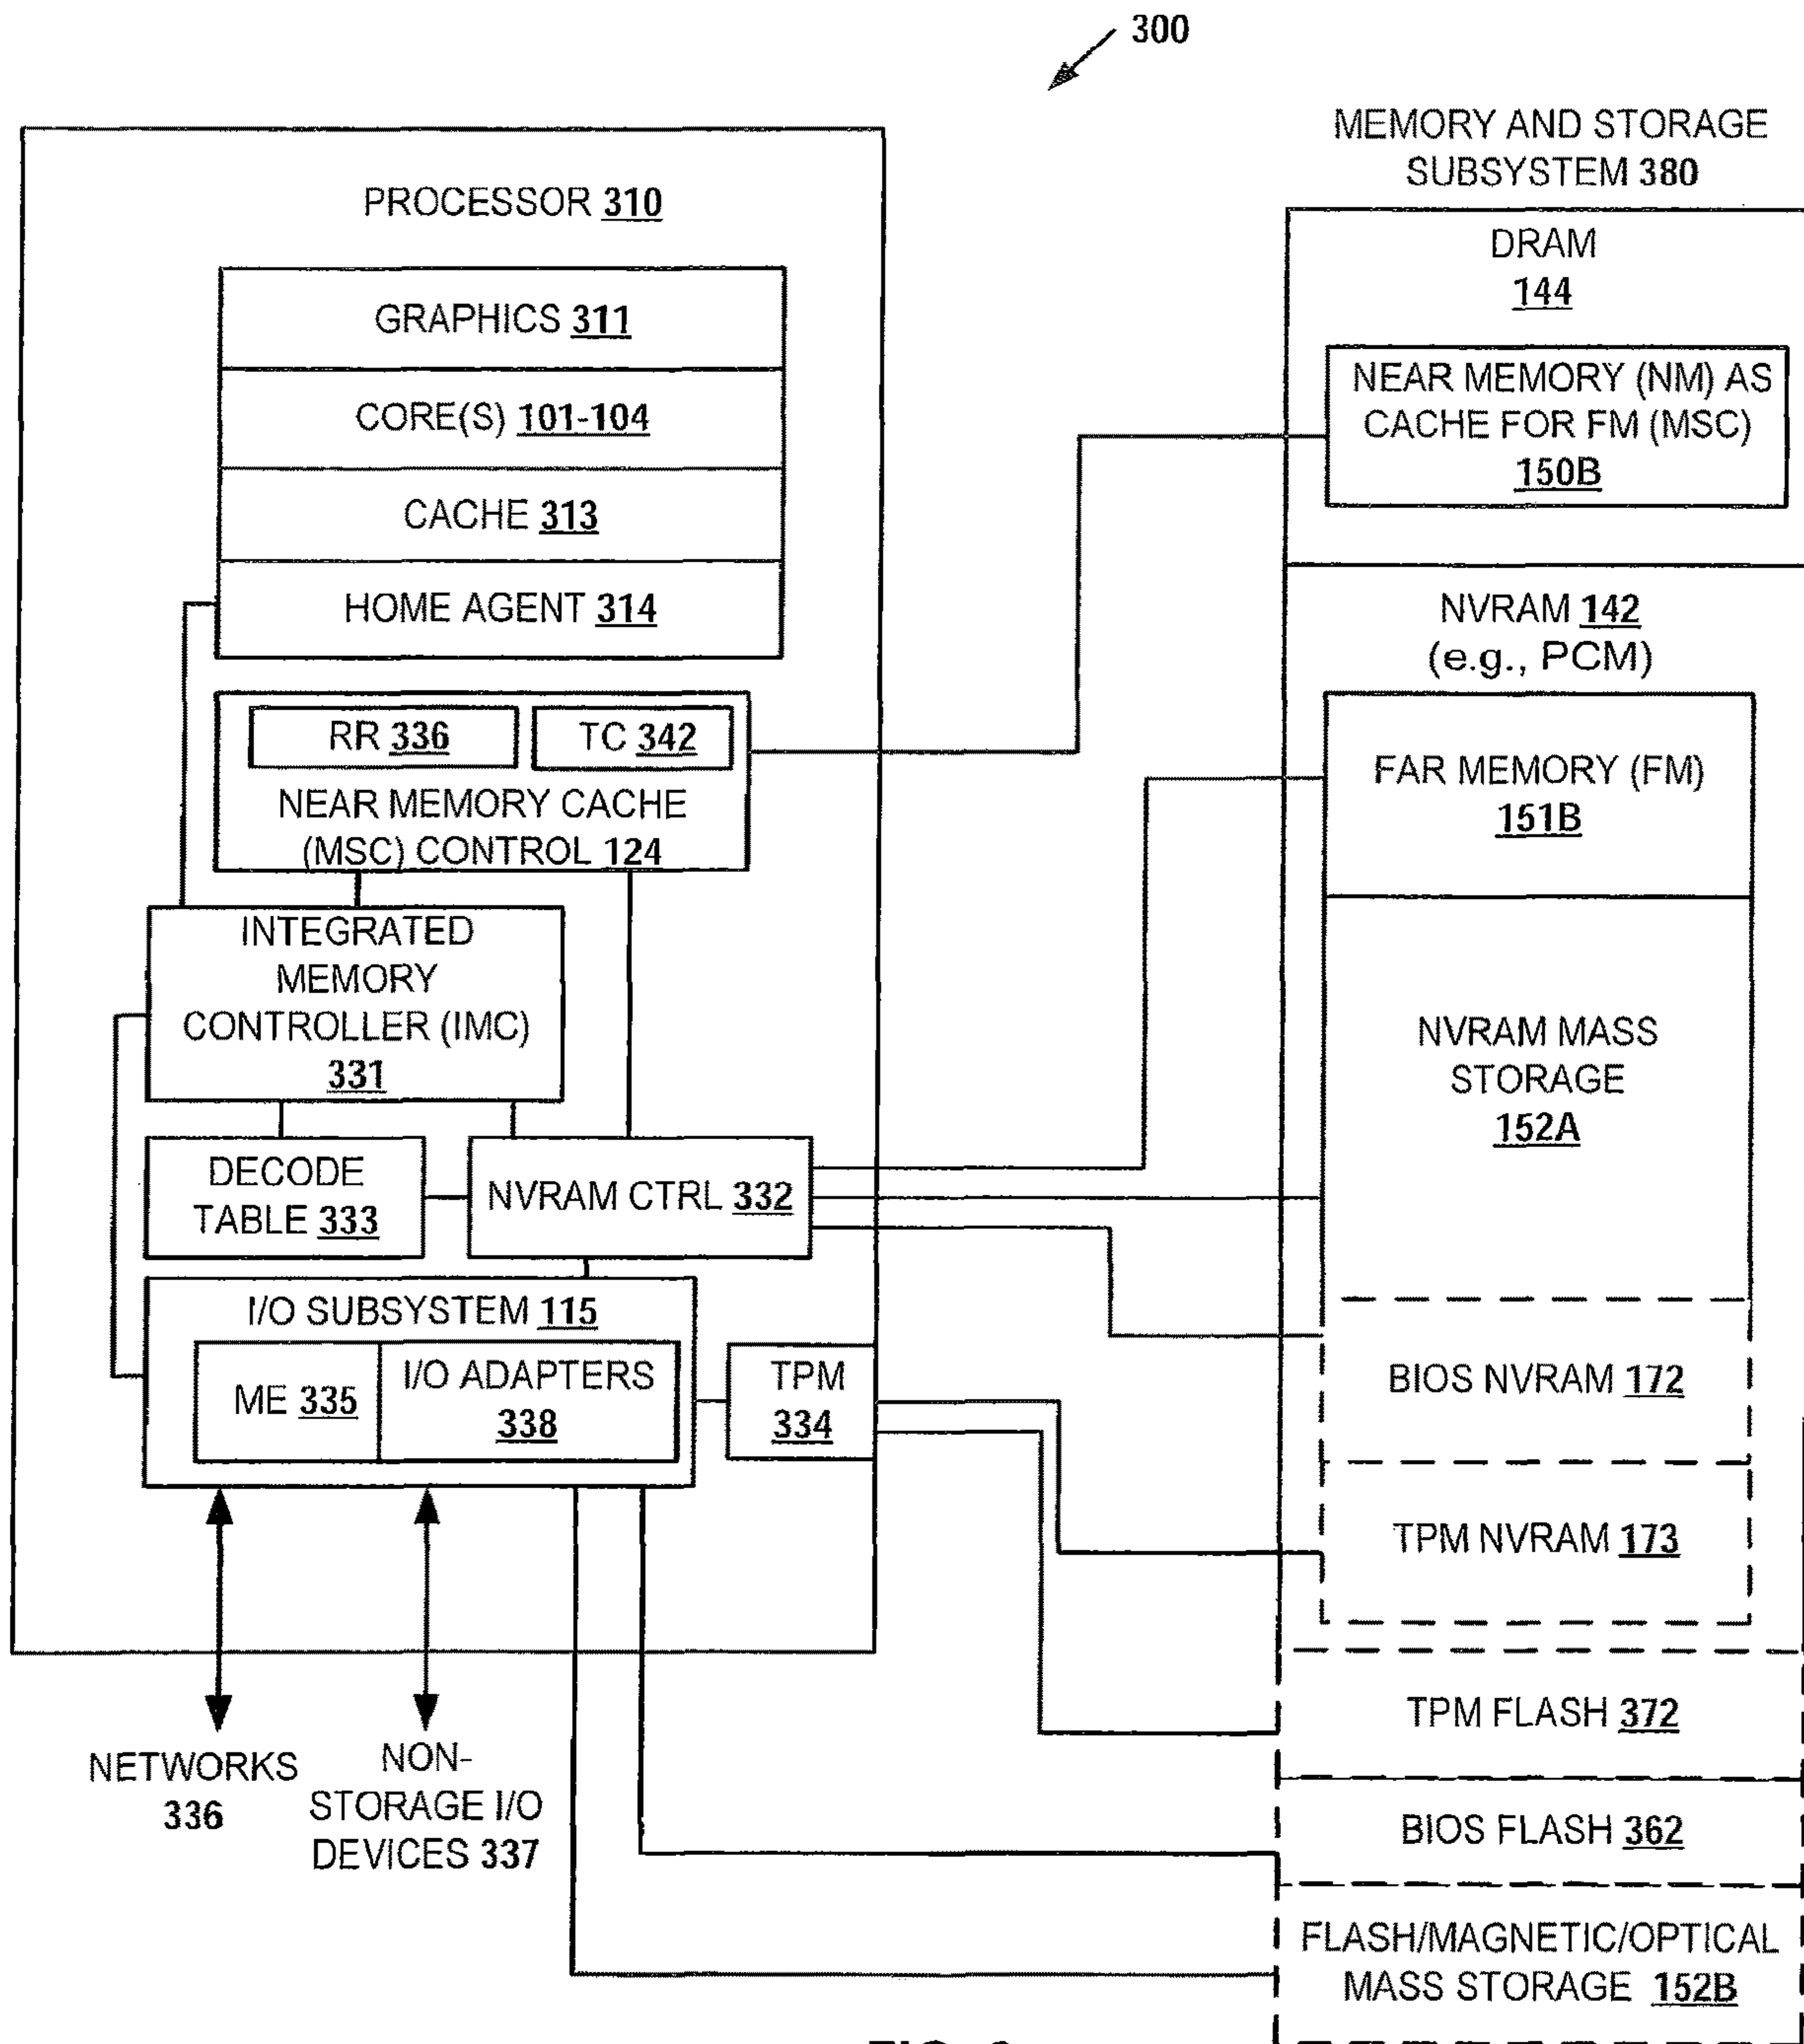 300
MEMORY AND STORAGE
SUBSYSTEM 380
PROCESSOR 310
GRAPHICS 311
CORE(S) 101-104
CACHE 313
HOME AGENT 314
RR 336
TC 342
NEAR MEMORY CACHE
(MSC) CONTROL 124
INTEGRATED
MEMORY
CONTROLLER (IMC)
331
DECODE
TABLE 333
NVRAM CTRL 332
I/O SUBSYSTEM 115
ME 335
I/O ADAPTERS
338
TPM
334
NETWORKS
336
NON-
STORAGE I/O
DEVICES 337
DRAM
144
NEAR MEMORY (NM) AS
CACHE FOR FM (MSC)
150B
NVRAM 142
(e.g., PCM)
FAR MEMORY (FM)
151B
NVRAM MASS
STORAGE
152A
BIOS NVRAM 172
TPM NVRAM 173
TPM FLASH 372
BIOS FLASH 362
FLASH/MAGNETIC/OPTICAL
MASS STORAGE 152B